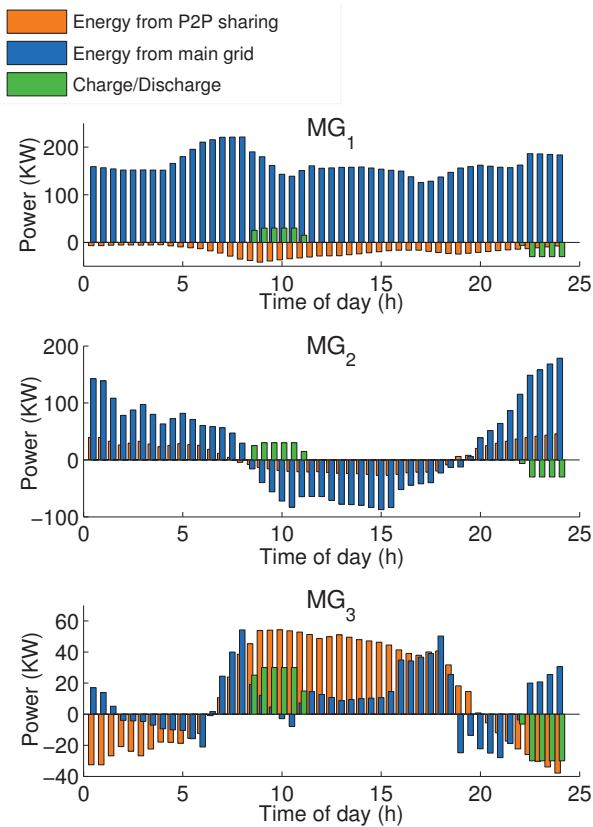 Energy from P2P sharing
Energy from main grid
Charge/Discharge
MG1
Power (KW)
200
100
0
0 5 10 15 20 25
Time of day (h)
MG2
Power (KW)
200
100
0
−100
0 5 10 15 20 25
Time of day (h)
MG3
Power (KW)
60
40
20
0
−20
−40
0 5 10 15 20 25
Time of day (h)